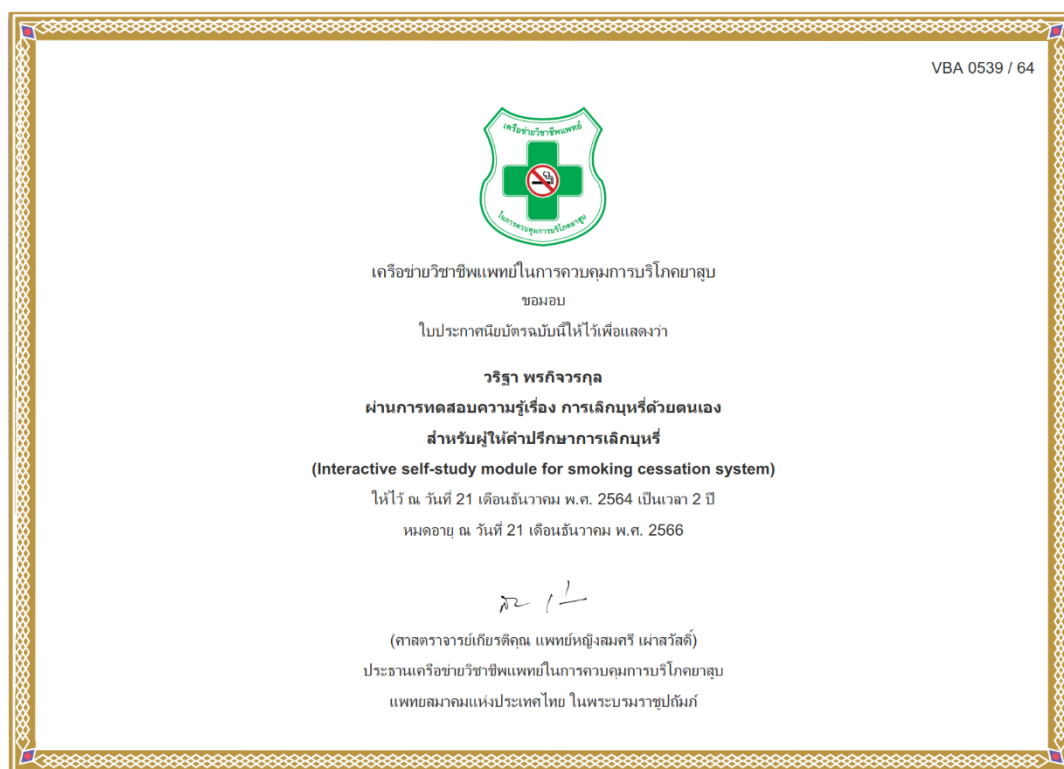 VBA 0539 / 64
เครือข่ายวิชาชีพแพทย์
ในการควบคุมการบริโภคยาสูบ
เครือข่ายวิชาชีพแพทย์ในการควบคุมการบริโภคยาสูบ
ขอมอบ
ใบประกาศนียบัตรฉบับนี้ให้ไว้เพื่อแสดงว่า
วริฐา พรกิจวรกุล
ผ่านการทดสอบความรู้เรื่อง การเลิกบุหรี่ด้วยตนเอง
สำหรับผู้ให้คำปรึกษาการเลิกบุหรี่
(Interactive self-study module for smoking cessation system)
ให้ไว้ ณ วันที่ 21 เดือนธันวาคม พ.ศ. 2564 เป็นเวลา 2 ปี
หมดอายุ ณ วันที่ 21 เดือนธันวาคม พ.ศ. 2566
(ศาสตราจารย์เกียรติคุณ แพทย์หญิงสมศรี เผ่าสวัสดิ์)
ประธานเครือข่ายวิชาชีพแพทย์ในการควบคุมการบริโภคยาสูบ
แพทยสมาคมแห่งประเทศไทย ในพระบรมราชูปถัมภ์